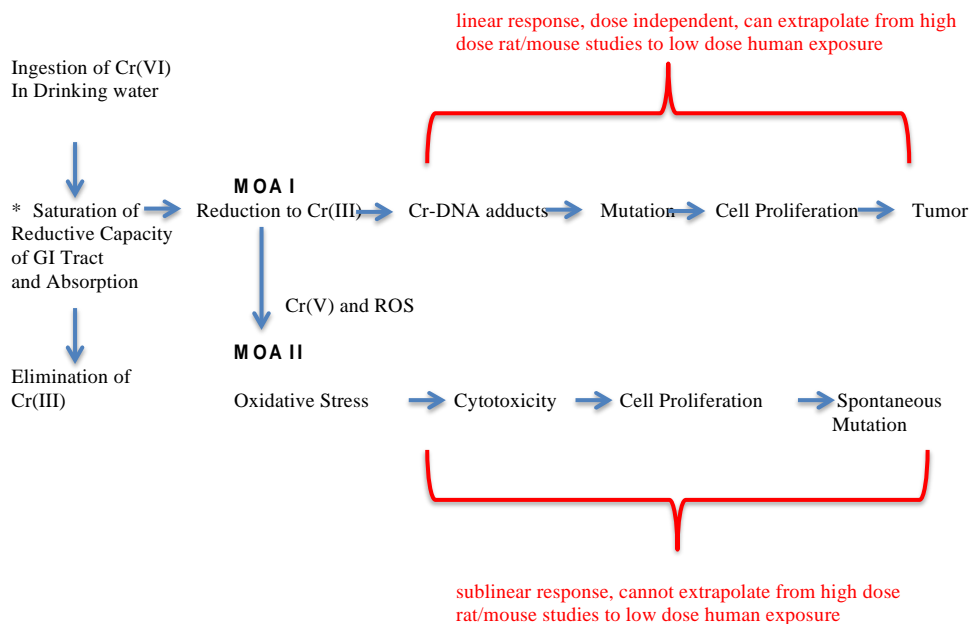 linear response, dose independent, can extrapolate from high
dose rat/mouse studies to low dose human exposure
Ingestion of Cr(VI)
In Drinking water
MOA I
* Saturation of
Reductive Capacity
of GI Tract
and Absorption
Reduction to Cr(III)
Cr-DNA adducts
Mutation
Cell Proliferation
Tumor
Cr(V) and ROS
MOA II
Elimination of
Cr(III)
Oxidative Stress
Cytotoxicity
Cell Proliferation
Spontaneous
Mutation
sublinear response, cannot extrapolate from high dose
rat/mouse studies to low dose human exposure